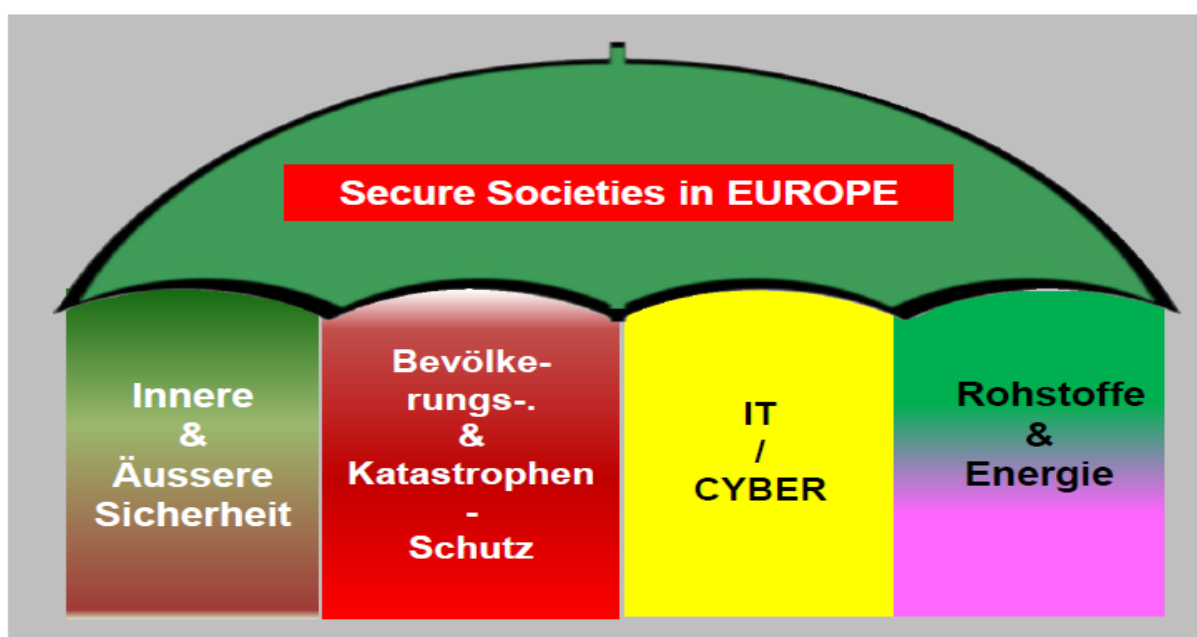 Secure Societies in EUROPE
Innere
&
Äussere
Sicherheit
Bevölke-
rungs-.
&
Katastrophen
-
Schutz
IT
/
CYBER
Rohstoffe
&
Energie